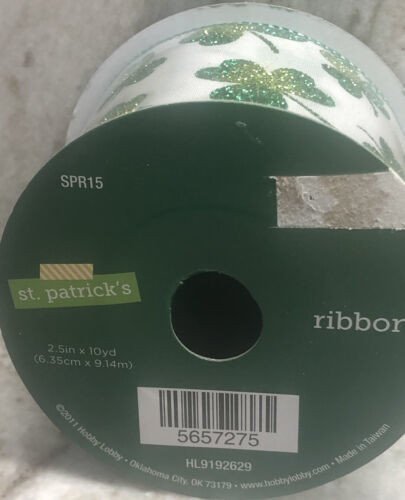 SPR15
st. patrick's
ribbon
2.5in x 10yd
(6.35cm x 9.14m)
5657275
HL9192629
©2011 Hobby Lobby • Oklahoma City, OK 73179 • www.hobbylobby.com • Made in Taiwan